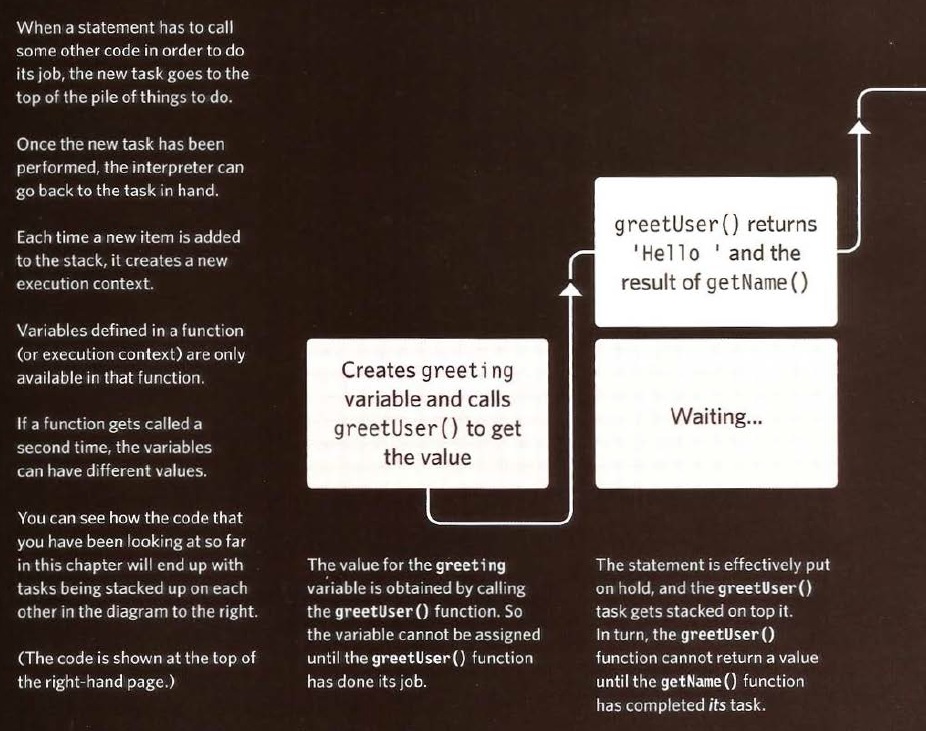 When a statement has to call
some other code in order to do
its job, the new task goes to the
top of the pile of things to do.
Once the new task has been
performed, the interpreter can
go back to the task in hand.
Each time a new item is added
to the stack, it creates a new
execution context.
Variables defined in a function
(or execution context) are only
available in that function.
If a function gets called a
second time, the variables
can have different values.
You can see how the code that
you have been looking at so far
in this chapter will end up with
tasks being stacked up on each
other in the diagram to the right.
(The code is shown at the top of
the right-hand page.)
Creates greeting
variable and calls
greetUser() to get
the value
The value for the greeting
variable is obtained by calling
the greetUser() function. So
the variable cannot be assigned
until the greetUser() function
has done its job.
greetUser() returns
'Hello ' and the
result of getName()
Waiting...
The statement is effectively put
on hold, and the greetUser()
task gets stacked on top it.
In turn, the greetUser()
function cannot return a value
until the getName() function
has completed its task.